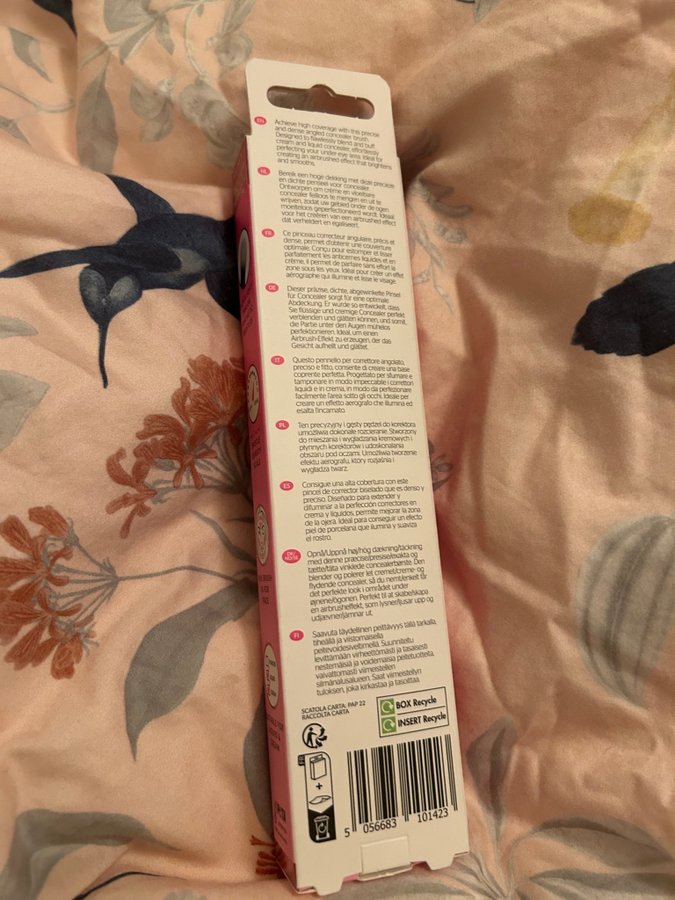 EN
Achieve high coverage with this precise
and dense angled concealer brush.
Designed to flawlessly blend and buff
cream and liquid concealer, effortlessly
perfecting your under eye area. Ideal for
creating an airbrushed effect that brightens
and smooths.
NL
Bereik een hoge dekking met deze precieze
en dichte penseel voor concealer.
Ontworpen om crème en vloeibare
concealer feilloos te mengen en uit te
wrijven, zodat uw gebied onder de ogen
moeiteloos geperfectioneerd wordt. Ideaal
voor het creëren van een airbrushed effect
dat verheldert en egaliseert.
FR
Ce pinceau correcteur angulaire, précis et
dense, permet d'obtenir une couverture
optimale. Conçu pour estomper et lisser
parfaitement les anticernes liquides et en
crème, il permet de parfaire sans effort la
zone sous les yeux. Idéal pour créer un effet
aérographe qui illumine et lisse le visage.
DE
Dieser präzise, dichte, abgewinkelte Pinsel
für Concealer sorgt für eine optimale
Abdeckung. Er wurde so entwickelt, dass
Sie flüssige und cremige Concealer perfekt
verblenden und glätten können, und somit,
die Partie unter den Augen mühelos
perfektionieren. Ideal, um einen
Airbrush-Effekt zu erzeugen, der das
Gesicht aufhellt und glättet.
IT
Questo pennello per correttore angolato,
preciso e fitto, consente di creare una base
coprente perfetta. Progettato per sfumare e
tamponare in modo impeccabile i correttori
liquidi e in crema, in modo da perfezionare
facilmente l'area sotto gli occhi. Ideale per
creare un effetto aerografo che illumina ed
esalta l'incarnato.
PL
Ten precyzyjny i gęsty pędzel do korektora
umożliwia dokonałe rozcieranie. Stworzony
do mieszania i wygładzania kremowych i
płynnych korektorów i udoskonalania
obszaru pod oczami. Umożliwia tworzenie
efektu aerografu, który rozjaśnia i
wygładza twarz.
ES
Consigue una alta cobertura con este
pincel de corrector biselado que es denso y
preciso. Diseñado para extender y
difuminar a la perfección correctores en
crema y líquidos, permite mejorar la zona
de la ojera. Ideal para conseguir un efecto
piel de porcelana que ilumina y suaviza
el rostro.
DK
NO/SE
Opnå/Uppnå høj/hög dækning/täckning
med denne præcise/presise/exakta og
tætte/täta vinklede concealerbørste. Den
blender og polerer let cremet/creme-og
flydende concealer, så du nemt/enkelt får
det perfekte look i området under
øjnene/ögonen. Perfekt til at skabe/skapa
en airbrusheffekt, som lysner/ljusar upp og
udjævner/jämnar ut.
FI
Saavuta täydellinen peittävyys tällä tarkalla,
tiheällä ja viistomaisella
peitevoidesiveltimellä. Suunniteltu
levittämään virheettömästi ja tasaisesti
nestemäisiä ja voidemaisia peitetuotteita,
vaivattomasti viimeistellen
silmänalusalueen. Saat viimeistellyn
tuloksen, joka kirkastaa ja tasoittaa.
SCATOLA CARTA: PAP 22
RACCOLTA CARTA
BOX Recycle
INSERT Recycle
+
5 056683 101423